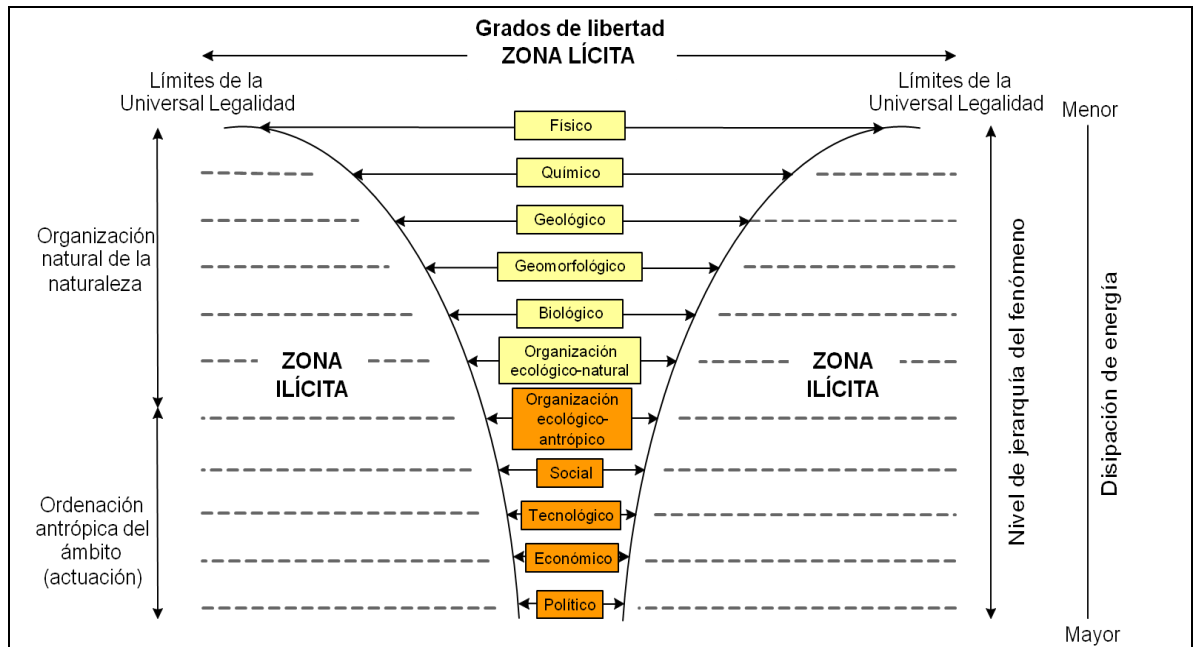 Grados de libertad
ZONA LÍCITA
Límites de la
Universal Legalidad
Límites de la
Universal Legalidad
Menor
Físico
Químico
Geológico
Geomorfológico
Biológico
Organización
ecológico-natural
Organización
ecológico-
antrópico
Social
Tecnológico
Económico
Político
Organización
natural de la
naturaleza
Ordenación
antrópica del
ámbito
(actuación)
ZONA
ILÍCITA
ZONA
ILÍCITA
Nivel de jerarquía del fenómeno
Disipación de energía
Mayor